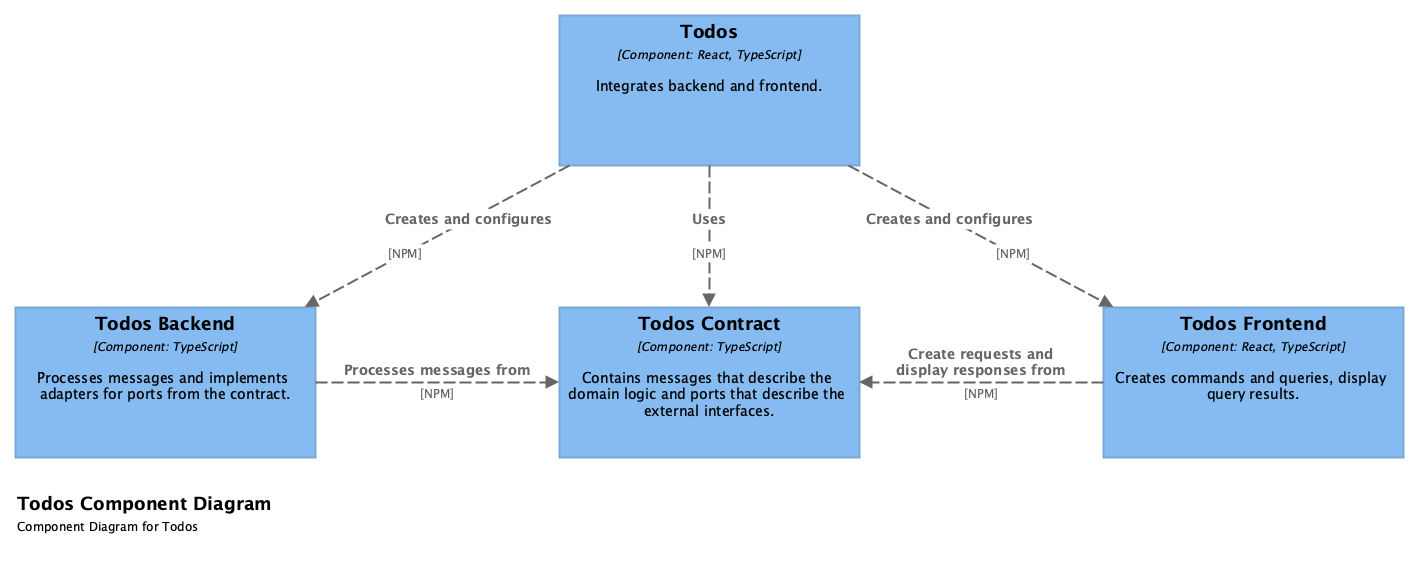 Todos
[Component: React, TypeScript]
Integrates backend and frontend.
Creates and configures
[NPM]
Uses
[NPM]
Creates and configures
[NPM]
Todos Backend
[Component: TypeScript]
Processes messages and implements
adapters for ports from the contract.
Processes messages from
[NPM]
Todos Contract
[Component: TypeScript]
Contains messages that describe the
domain logic and ports that describe the
external interfaces.
Create requests and
display responses from
[NPM]
Todos Frontend
[Component: React, TypeScript]
Creates commands and queries, display
query results.
Todos Component Diagram
Component Diagram for Todos